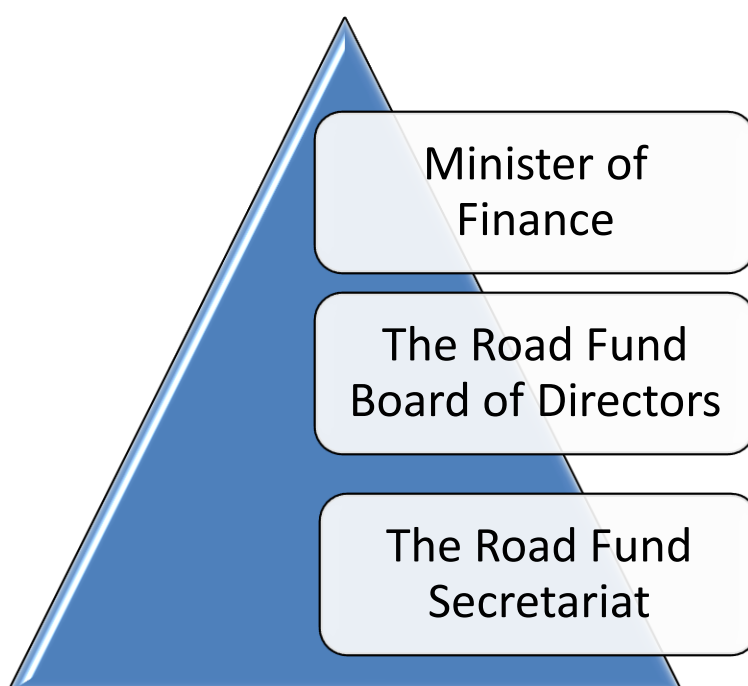 Minister of
Finance
The Road Fund
Board of Directors
The Road Fund
Secretariat